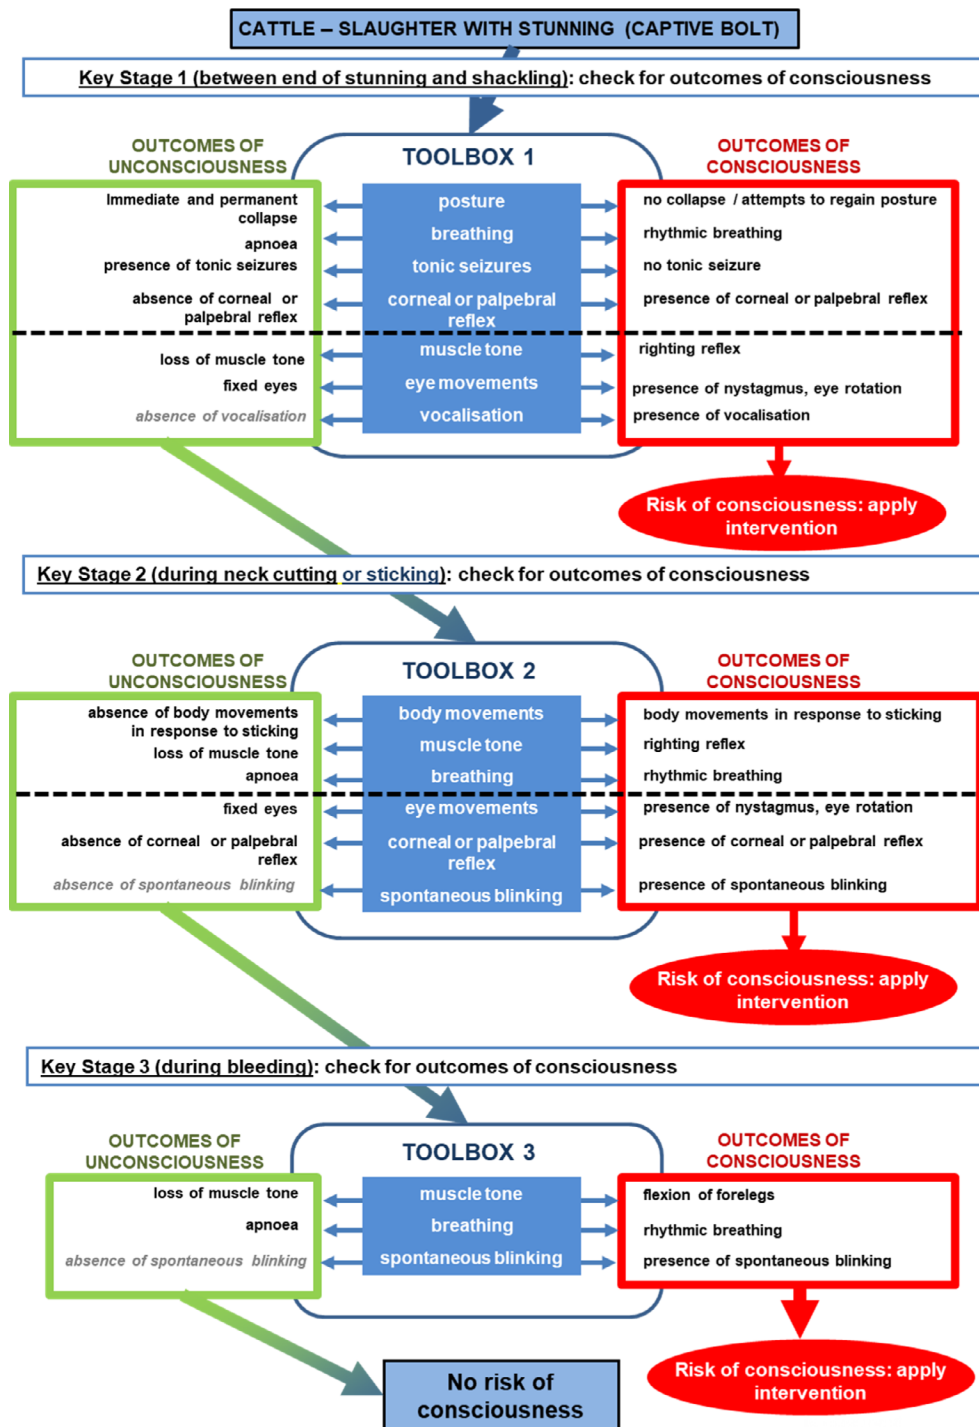 CATTLE – SLAUGHTER WITH STUNNING (CAPTIVE BOLT)
Key Stage 1 (between end of stunning and shackling): check for outcomes of consciousness
OUTCOMES OF
UNCONSCIOUSNESS
TOOLBOX 1
OUTCOMES OF
CONSCIOUSNESS
Immediate and permanent
collapse
posture
no collapse / attempts to regain posture
apnoea
breathing
rhythmic breathing
presence of tonic seizures
tonic seizures
no tonic seizure
absence of corneal or
palpebral reflex
corneal or palpebral
reflex
presence of corneal or palpebral reflex
loss of muscle tone
muscle tone
righting reflex
fixed eyes
eye movements
presence of nystagmus, eye rotation
absence of vocalisation
vocalisation
presence of vocalisation
Risk of consciousness: apply
intervention
Key Stage 2 (during neck cutting or sticking): check for outcomes of consciousness
OUTCOMES OF
UNCONSCIOUSNESS
TOOLBOX 2
OUTCOMES OF
CONSCIOUSNESS
absence of body movements
in response to sticking
body movements
body movements in response to sticking
loss of muscle tone
muscle tone
righting reflex
apnoea
breathing
rhythmic breathing
fixed eyes
eye movements
presence of nystagmus, eye rotation
absence of corneal or palpebral
reflex
corneal or palpebral
reflex
presence of corneal or palpebral reflex
absence of spontaneous blinking
spontaneous blinking
presence of spontaneous blinking
Risk of consciousness: apply
intervention
Key Stage 3 (during bleeding): check for outcomes of consciousness
OUTCOMES OF
UNCONSCIOUSNESS
TOOLBOX 3
OUTCOMES OF
CONSCIOUSNESS
loss of muscle tone
muscle tone
flexion of forelegs
apnoea
breathing
rhythmic breathing
absence of spontaneous blinking
spontaneous blinking
presence of spontaneous blinking
No risk of
consciousness
Risk of consciousness: apply
intervention